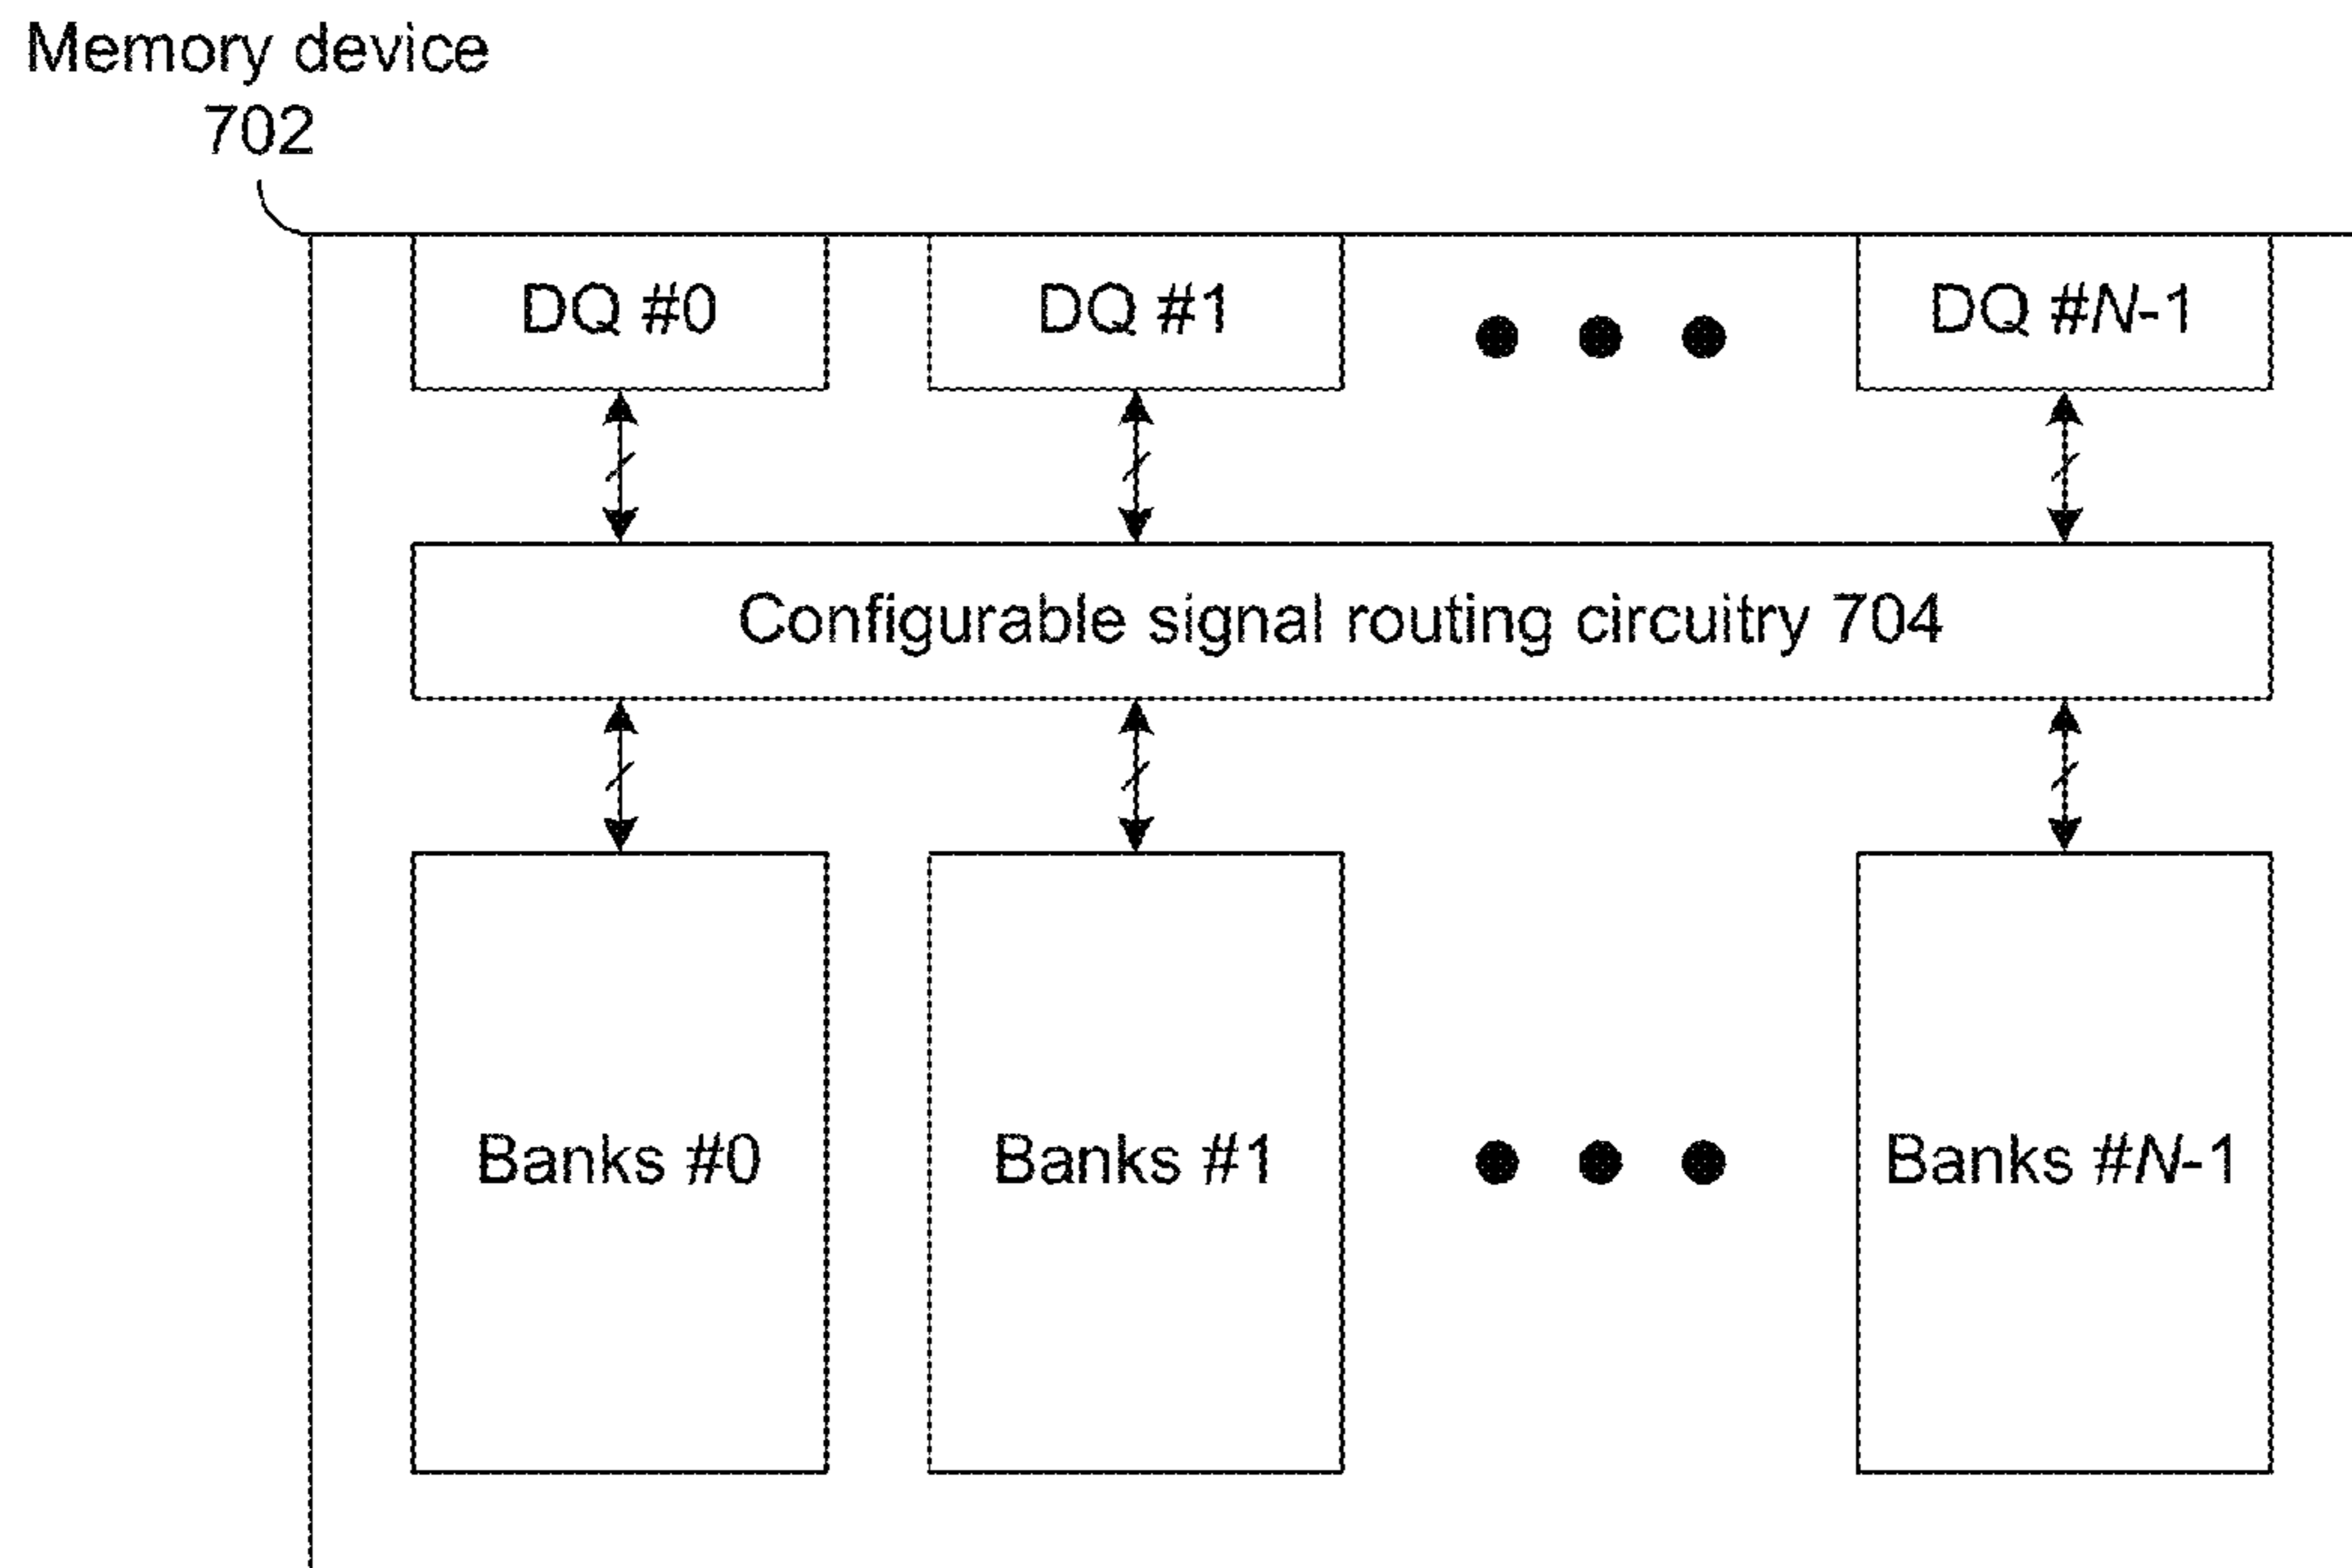 Memory device
702
DQ #0
DQ #1
DQ #N-1
Configurable signal routing circuitry 704
Banks #0
Banks #1
Banks #N-1